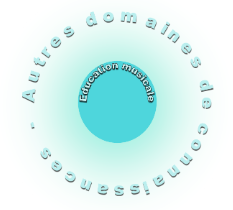 Autres domaines de connaissances -
Education musicale